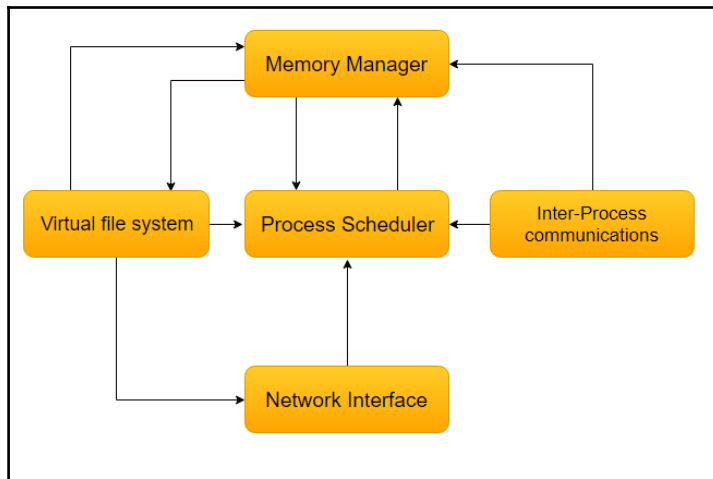 Memory Manager
Virtual file system
Process Scheduler
Inter-Process
communications
Network Interface